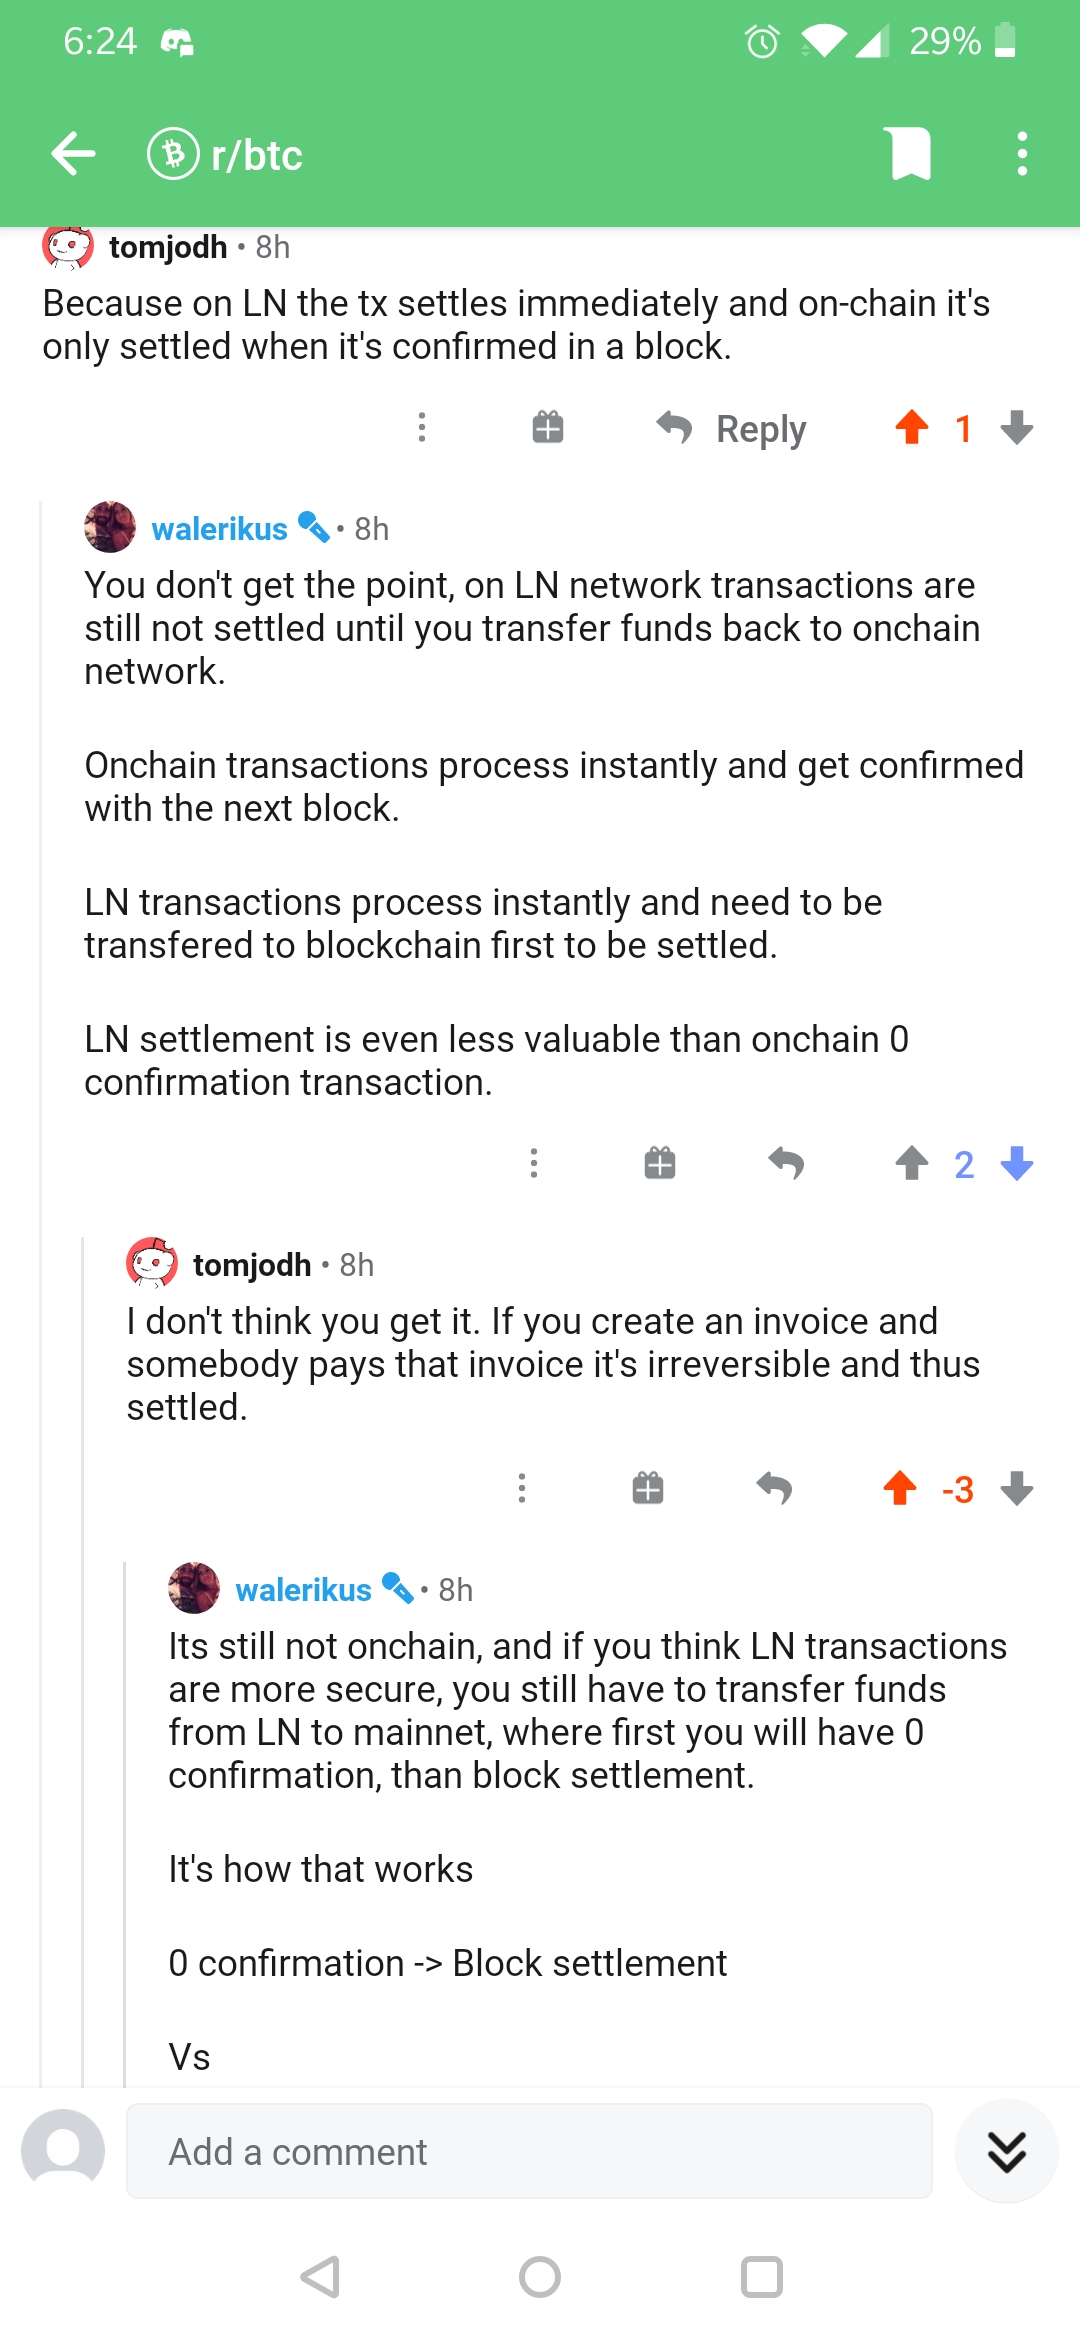 6:24
29%
r/btc
tomjodh • 8h
Because on LN the tx settles immediately and on-chain it's
only settled when it's confirmed in a block.
Reply
1
walerikus • 8h
You don't get the point, on LN network transactions are
still not settled until you transfer funds back to onchain
network.
Onchain transactions process instantly and get confirmed
with the next block.
LN transactions process instantly and need to be
transfered to blockchain first to be settled.
LN settlement is even less valuable than onchain 0
confirmation transaction.
2
tomjodh • 8h
I don't think you get it. If you create an invoice and
somebody pays that invoice it's irreversible and thus
settled.
-3
walerikus • 8h
Its still not onchain, and if you think LN transactions
are more secure, you still have to transfer funds
from LN to mainnet, where first you will have 0
confirmation, than block settlement.
It's how that works
0 confirmation -> Block settlement
Vs
Add a comment